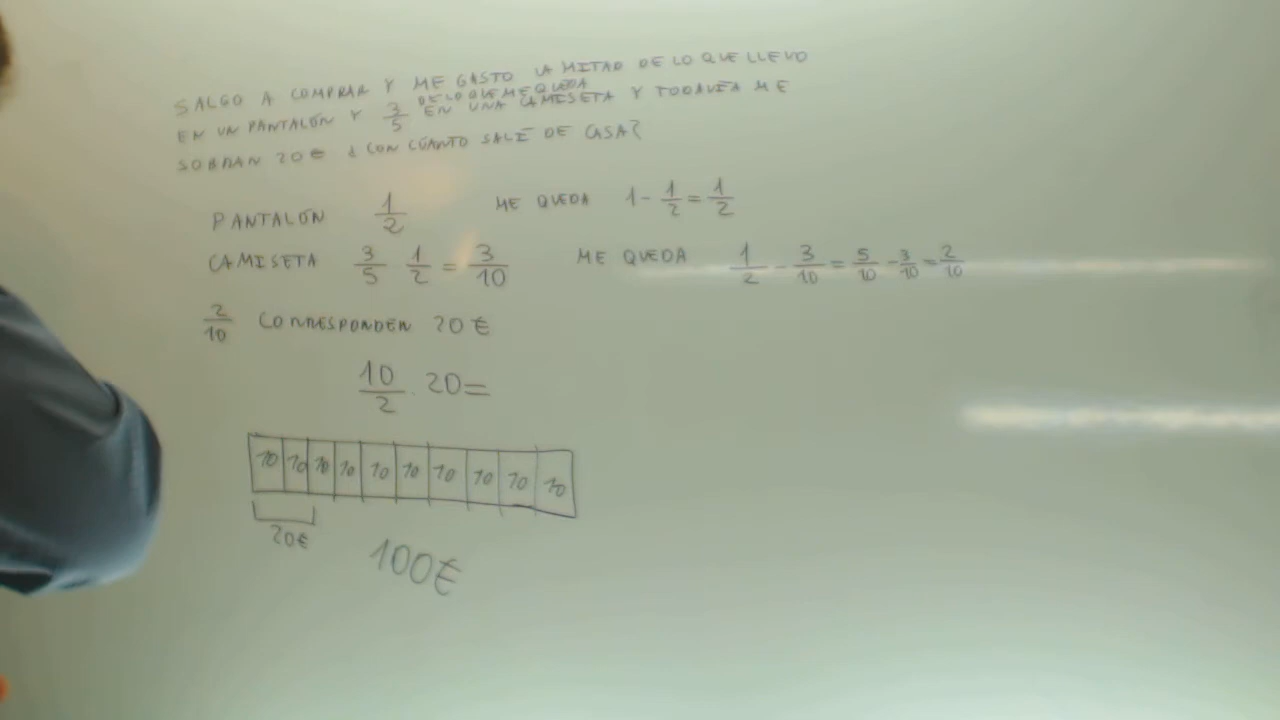 SALGO A COMPRAR Y ME GASTO LA MITAD DE LO QUE LLEVO
DE LO QUE ME QUEDA
EN UN PANTALÓN Y 3/5 EN UNA CAMISETA Y TODAVÍA ME
SOBRAN 20€ ¿CON CÚANTO SALÍ DE CASA?
PANTALÓN 1/2 ME QUEDA 1 - 1/2 = 1/2
CAMISETA 3/5 1/2 = 3/10 ME QUEDA 1/2 - 3/10 = 5/10 - 3/10 = 2/10
2/10 CORRESPONDEN 20€
10/2 · 20 =
10 10 10 10 10 10 10 10 10 10
20€
100€